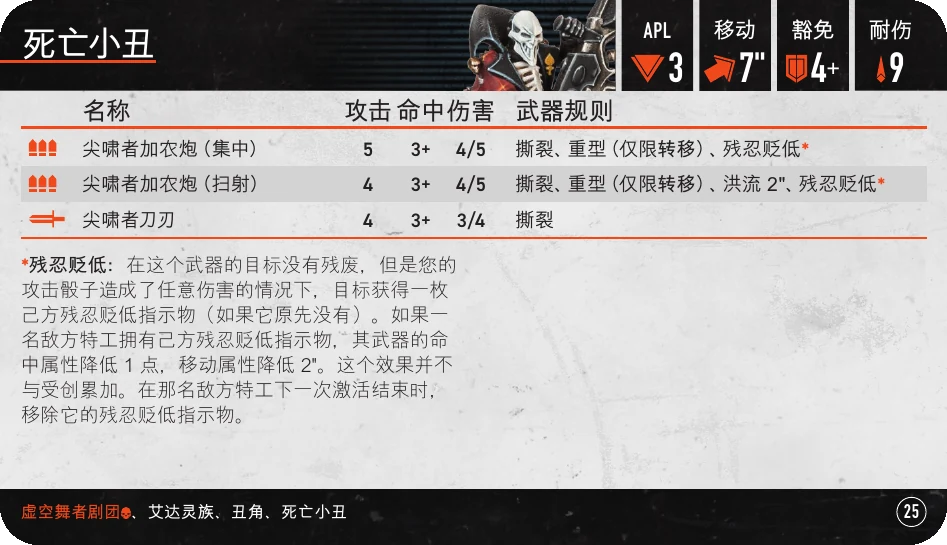 死亡小丑
APL 移动 豁免 耐伤
3 7" 4+ 9
名称 攻击 命中 伤害 武器规则
尖啸者加农炮（集中） 5 3+ 4/5 撕裂、重型（仅限转移）、残忍贬低*
尖啸者加农炮（扫射） 4 3+ 4/5 撕裂、重型（仅限转移）、洪流 2"、残忍贬低*
尖啸者刀刃 4 3+ 3/4 撕裂
*残忍贬低：在这个武器的目标没有残废，但是您的
攻击骰子造成了任意伤害的情况下，目标获得一枚
己方残忍贬低指示物（如果它原先没有）。如果一
名敌方特工拥有己方残忍贬低指示物，其武器的命
中属性降低 1 点，移动属性降低 2"。这个效果并不
与受创累加。在那名敌方特工下一次激活结束时，
移除它的残忍贬低指示物。
虚空舞者剧团、艾达灵族、丑角、死亡小丑
25